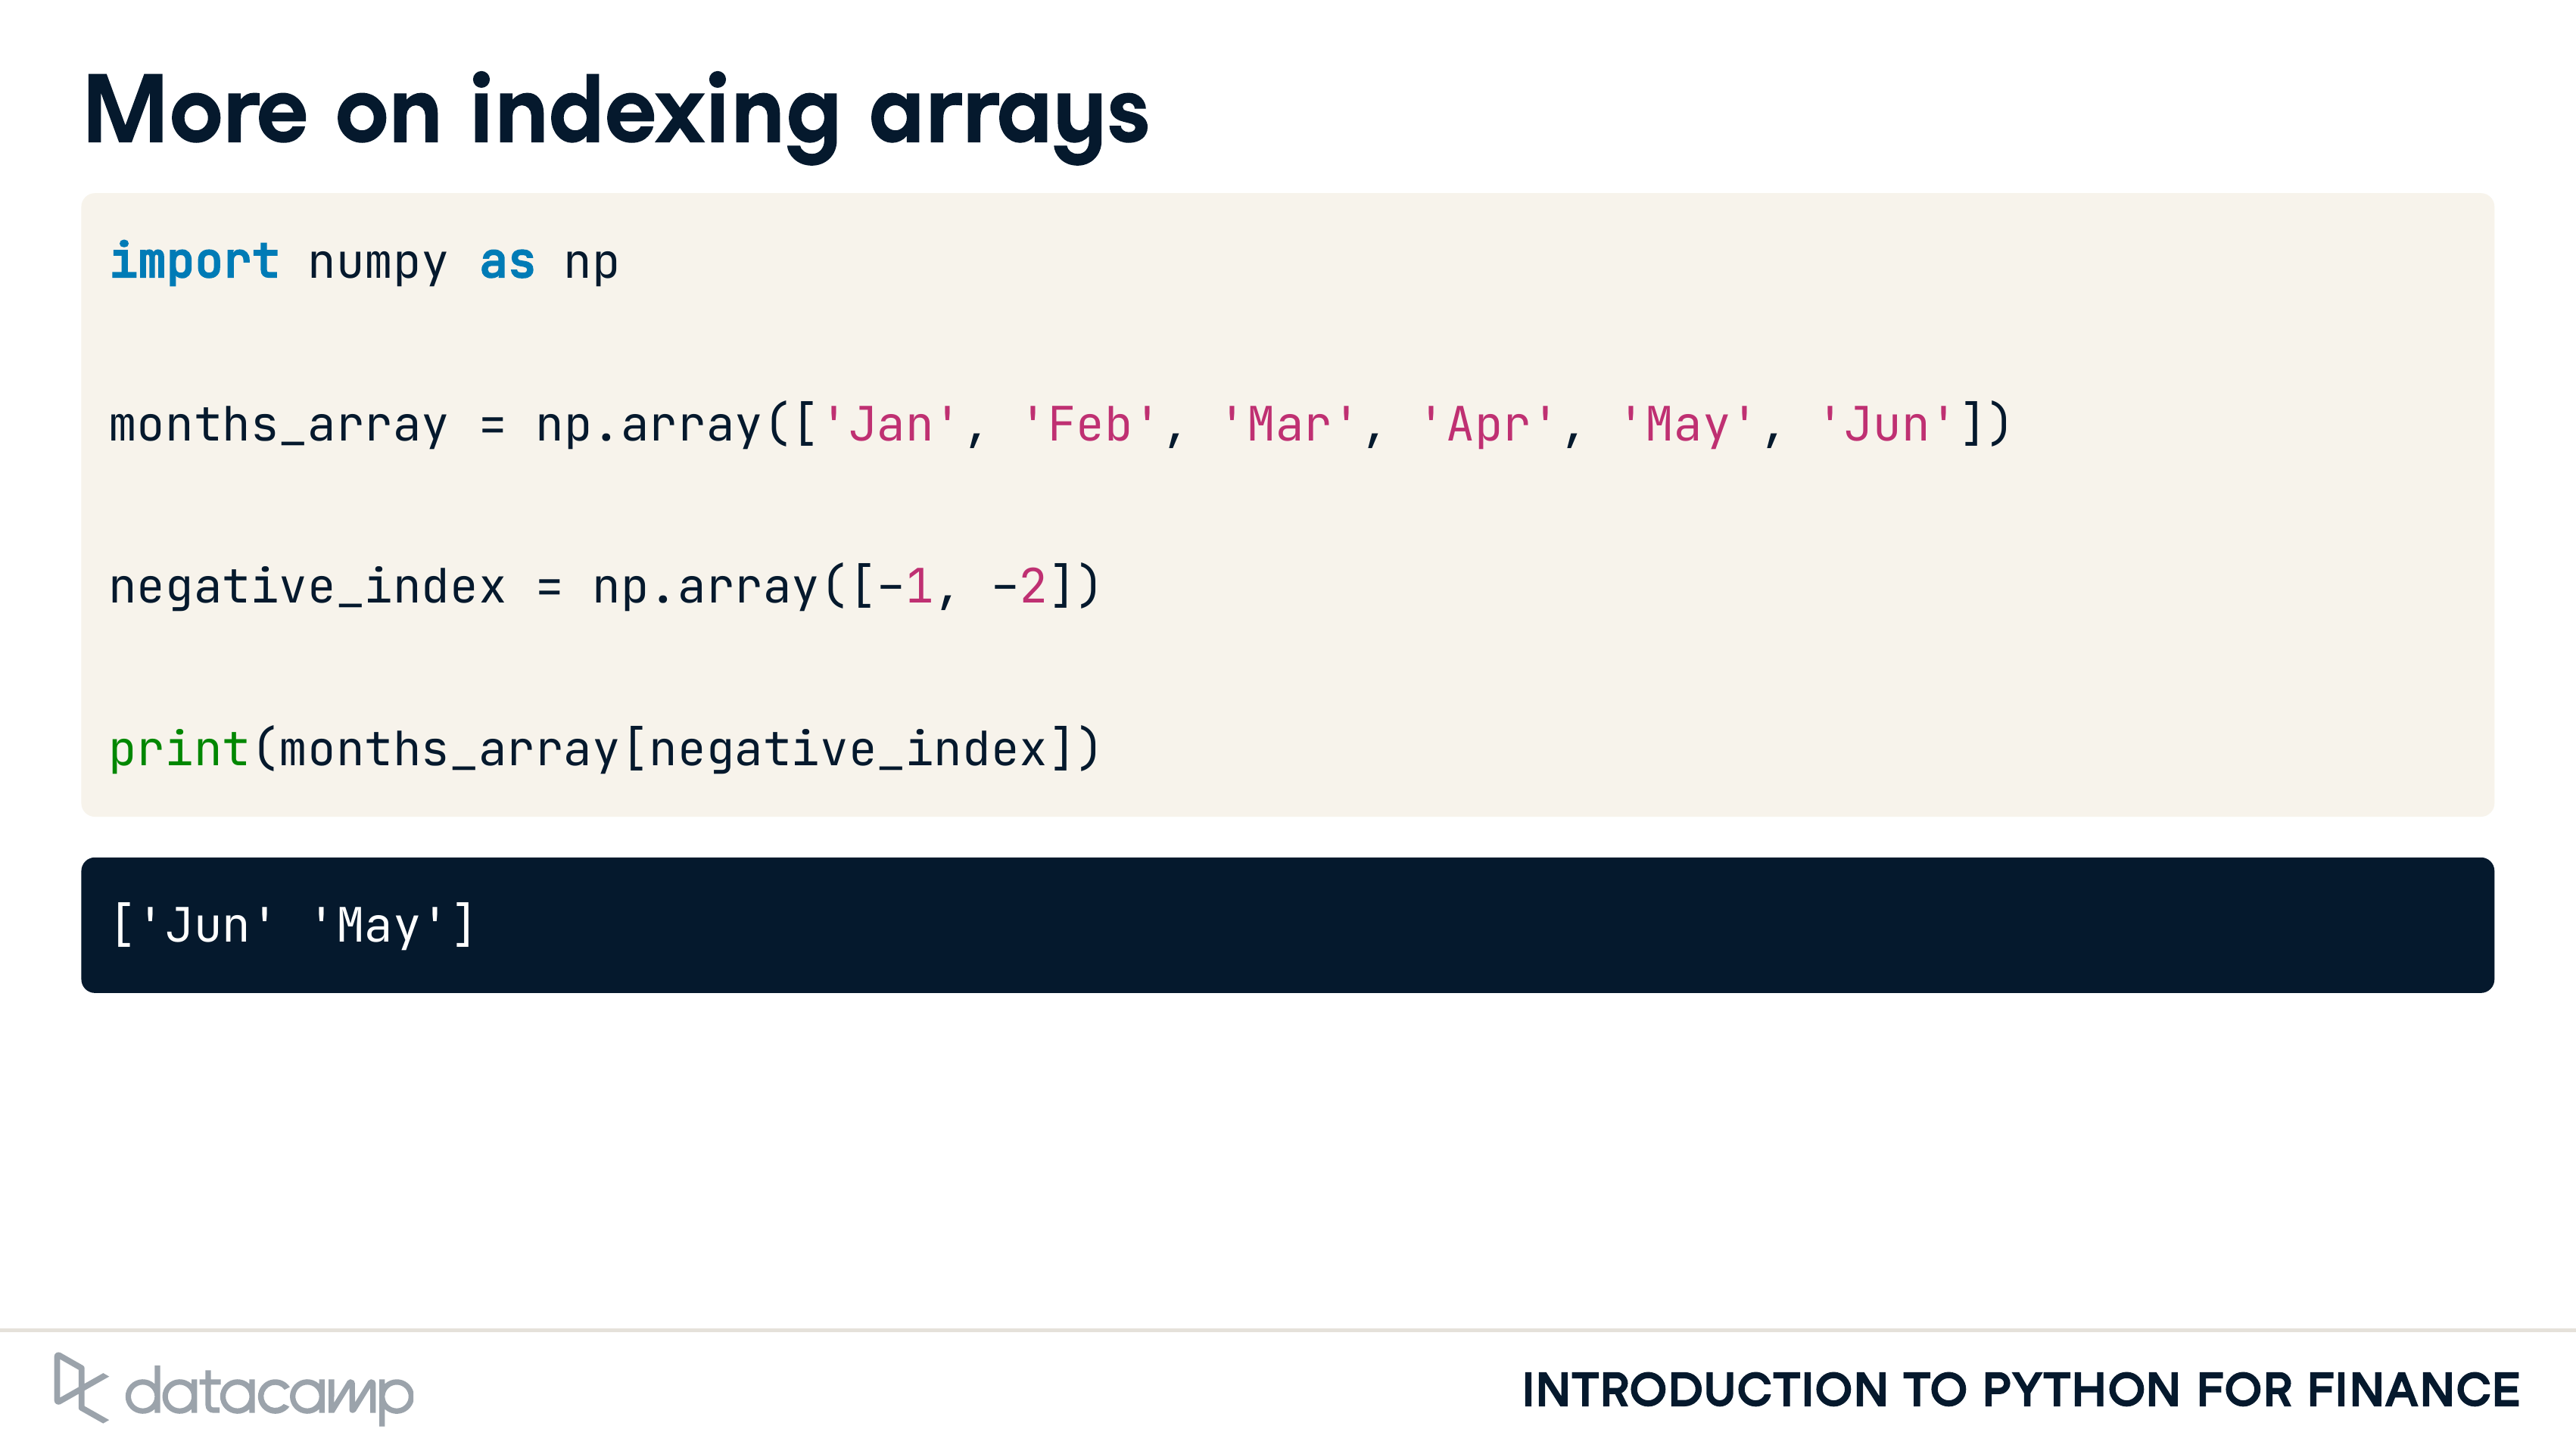 More on indexing arrays
import numpy as np
months_array = np.array(['Jan', 'Feb', 'Mar', 'Apr', 'May', 'Jun'])
negative_index = np.array([-1, -2])
print(months_array[negative_index])
['Jun' 'May']
datacamp
INTRODUCTION TO PYTHON FOR FINANCE